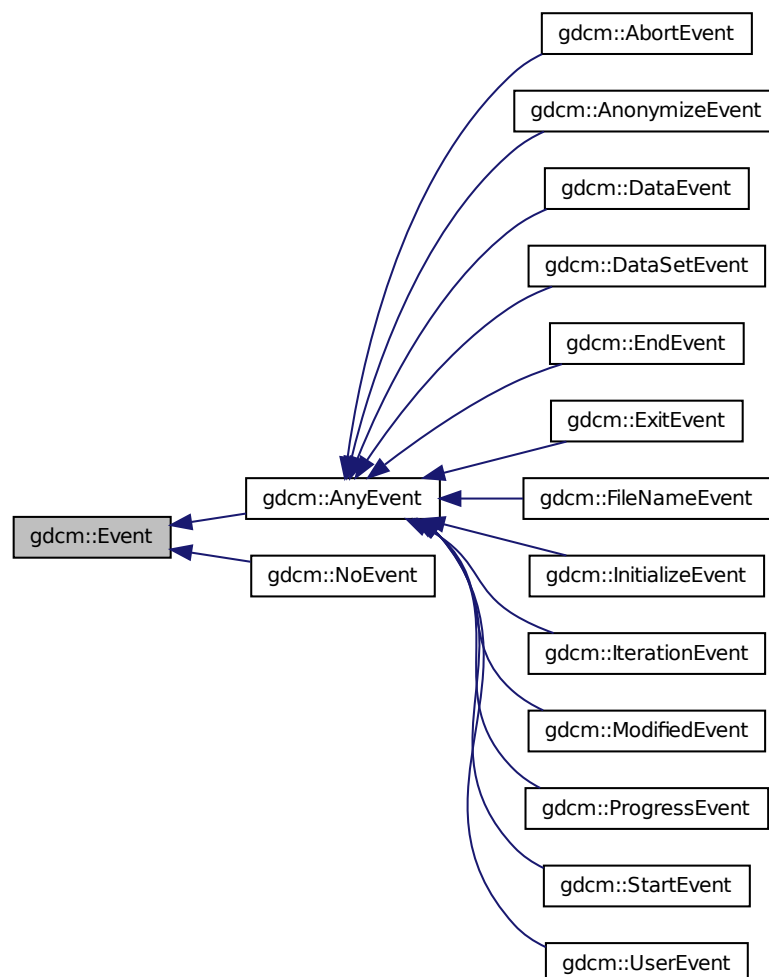 gdcm::AbortEvent
gdcm::AnonymizeEvent
gdcm::DataEvent
gdcm::DataSetEvent
gdcm::EndEvent
gdcm::ExitEvent
gdcm::AnyEvent
gdcm::FileNameEvent
gdcm::Event
gdcm::NoEvent
gdcm::InitializeEvent
gdcm::IterationEvent
gdcm::ModifiedEvent
gdcm::ProgressEvent
gdcm::StartEvent
gdcm::UserEvent